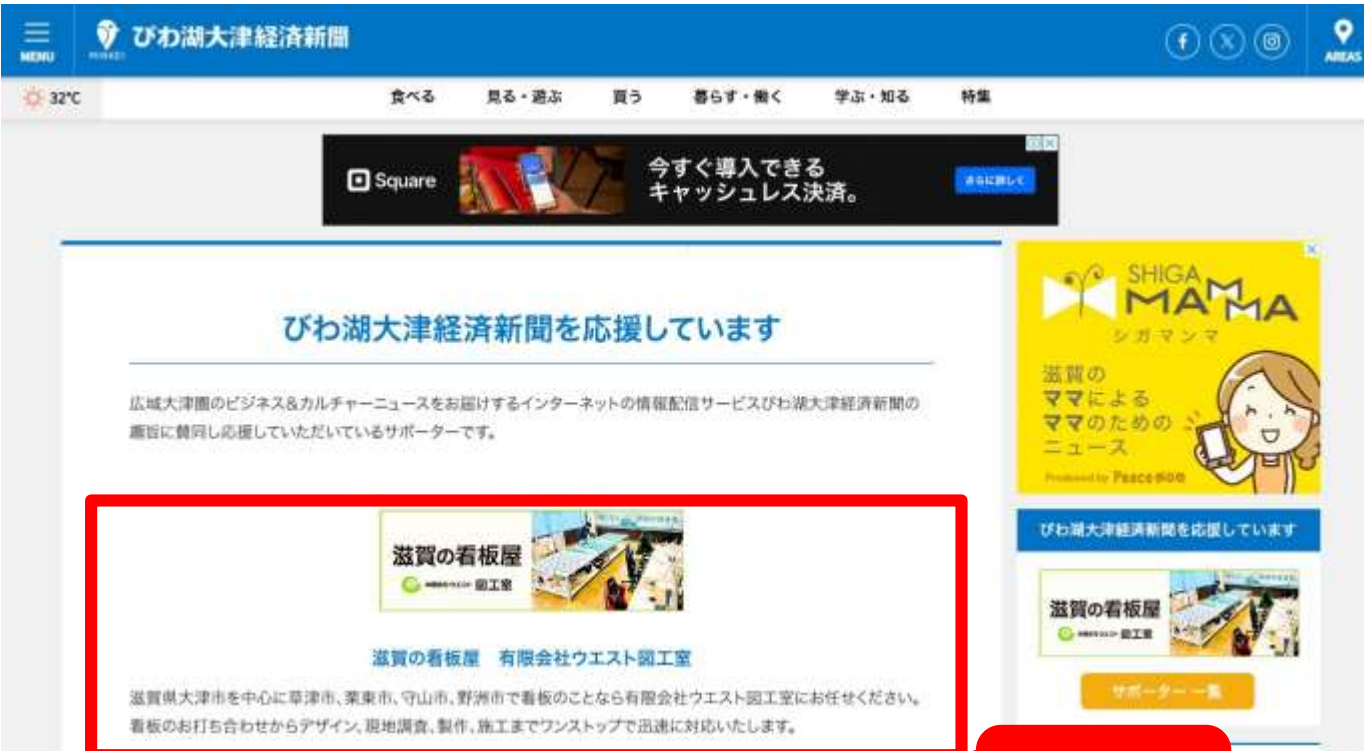 MENU
びわ湖大津経済新聞
AREAS
32℃
食べる 見る・遊ぶ 買う 暮らす・働く 学ぶ・知る 特集
Square
今すぐ導入できる
キャッシュレス決済。
さらに詳しく
びわ湖大津経済新聞を応援しています
広域大津圏のビジネス&カルチャーニュースをお届けするインターネットの情報配信サービスびわ湖大津経済新聞の
趣旨に賛同し応援していただいているサポーターです。
滋賀の看板屋
図工室
滋賀の看板屋 有限会社ウエスト図工室
滋賀県大津市を中心に草津市、栗東市、守山市、野洲市で看板のことなら有限会社ウエスト図工室にお任せください。
看板のお打ち合わせからデザイン、現地調査、製作、施工までワンストップで迅速に対応いたします。
SHIGA
MAMMA
シガマンマ
滋賀の
ママによる
ママのための
ニュース
Produced by
びわ湖大津経済新聞を応援しています
滋賀の看板屋
図工室
サポーター 一覧